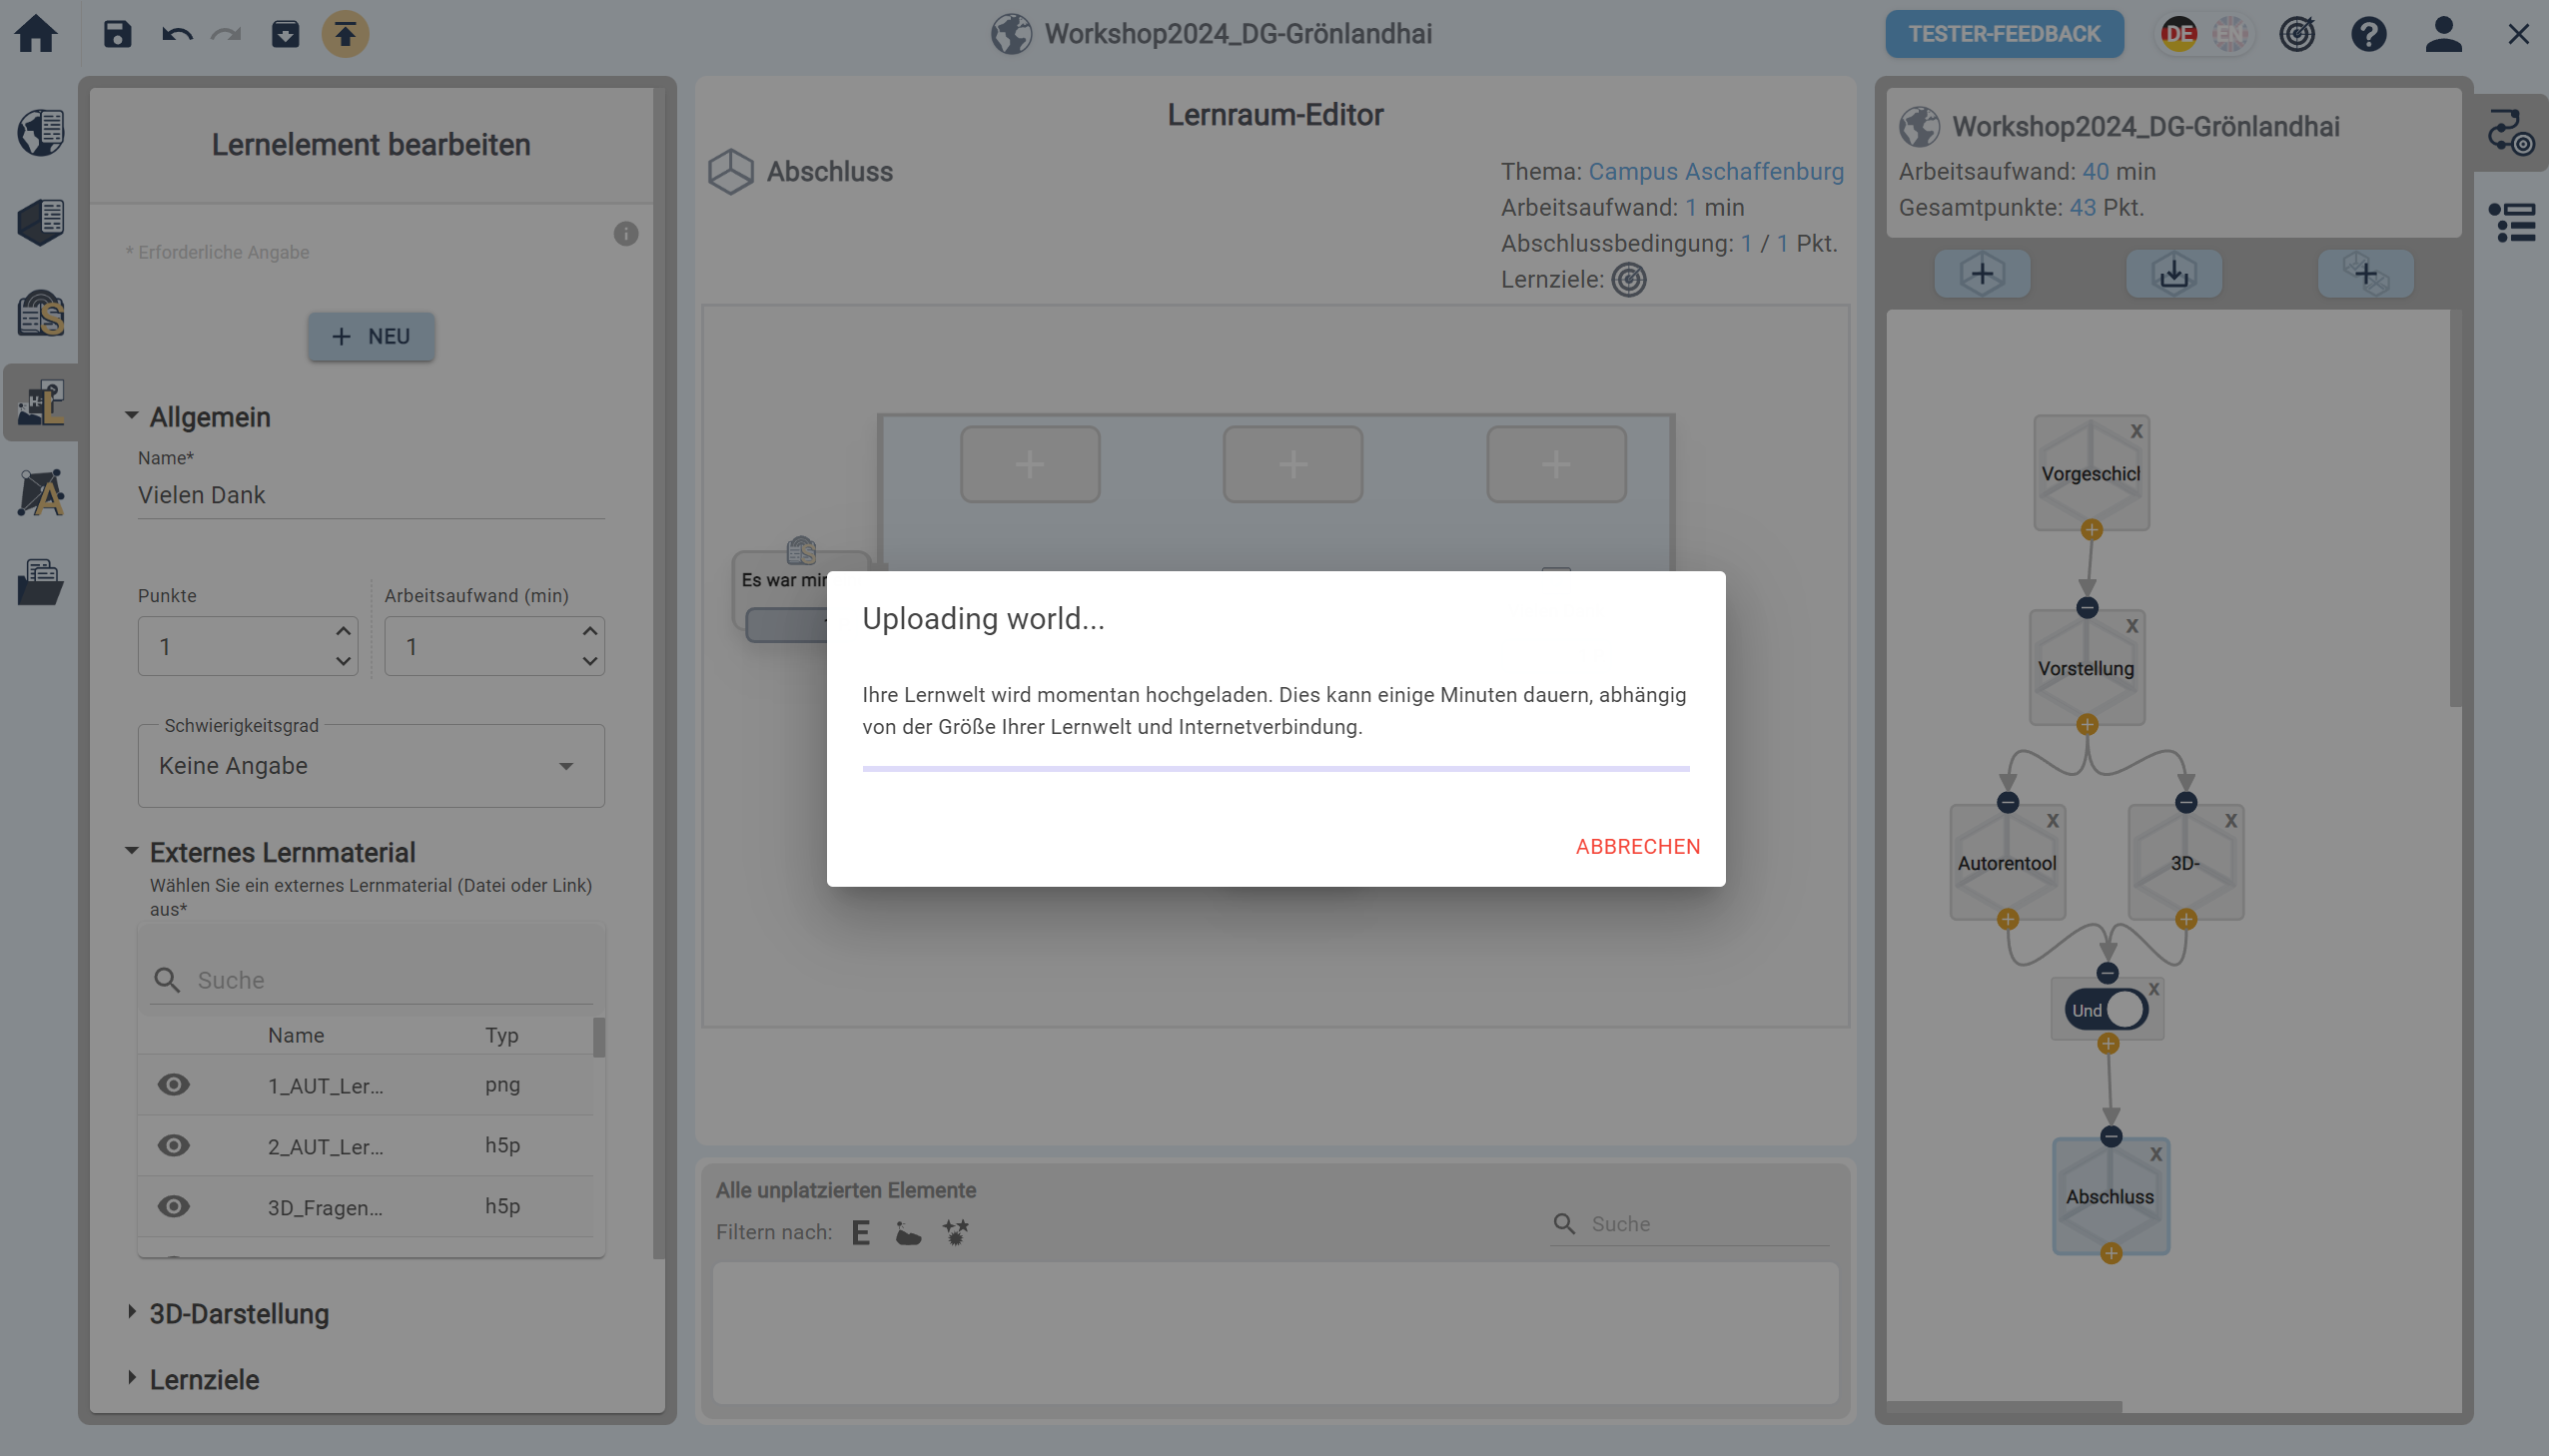 Workshop2024_DG-Grönlandhai
TESTER-FEEDBACK
DE
EN
Lernelement bearbeiten
* Erforderliche Angabe
+ NEU
Allgemein
Name*
Vielen Dank
Punkte
Arbeitsaufwand (min)
1
1
Schwierigkeitsgrad
Keine Angabe
Externes Lernmaterial
Wählen Sie ein externes Lernmaterial (Datei oder Link)
aus*
Suche
Name
Typ
1_AUT_Ler...
png
2_AUT_Ler...
h5p
3D_Fragen...
h5p
3D-Darstellung
Lernziele
Lernraum-Editor
Abschluss
Thema: Campus Aschaffenburg
Arbeitsaufwand: 1 min
Abschlussbedingung: 1 / 1 Pkt.
Lernziele:
S
Es war mir
Uploading world...
Ihre Lernwelt wird momentan hochgeladen. Dies kann einige Minuten dauern, abhängig
von der Größe Ihrer Lernwelt und Internetverbindung.
ABBRECHEN
Alle unplatzierten Elemente
Filtern nach: E
Suche
Workshop2024_DG-Grönlandhai
Arbeitsaufwand: 40 min
Gesamtpunkte: 43 Pkt.
X
Vorgeschicl
X
Vorstellung
X
Autorentool
X
3D-
X
Und
X
Abschluss
S
L
A